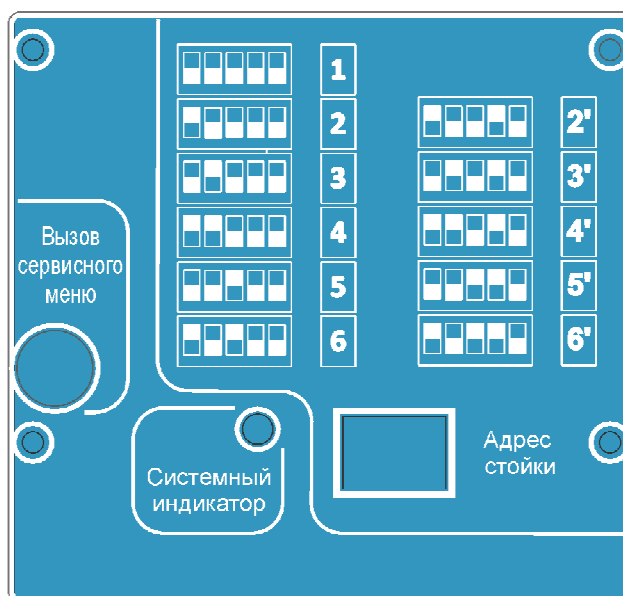 1
2 2'
3 3'
4 4'
5 5'
6 6'
Вызов
сервисного
меню
Системный
индикатор
Адрес
стойки